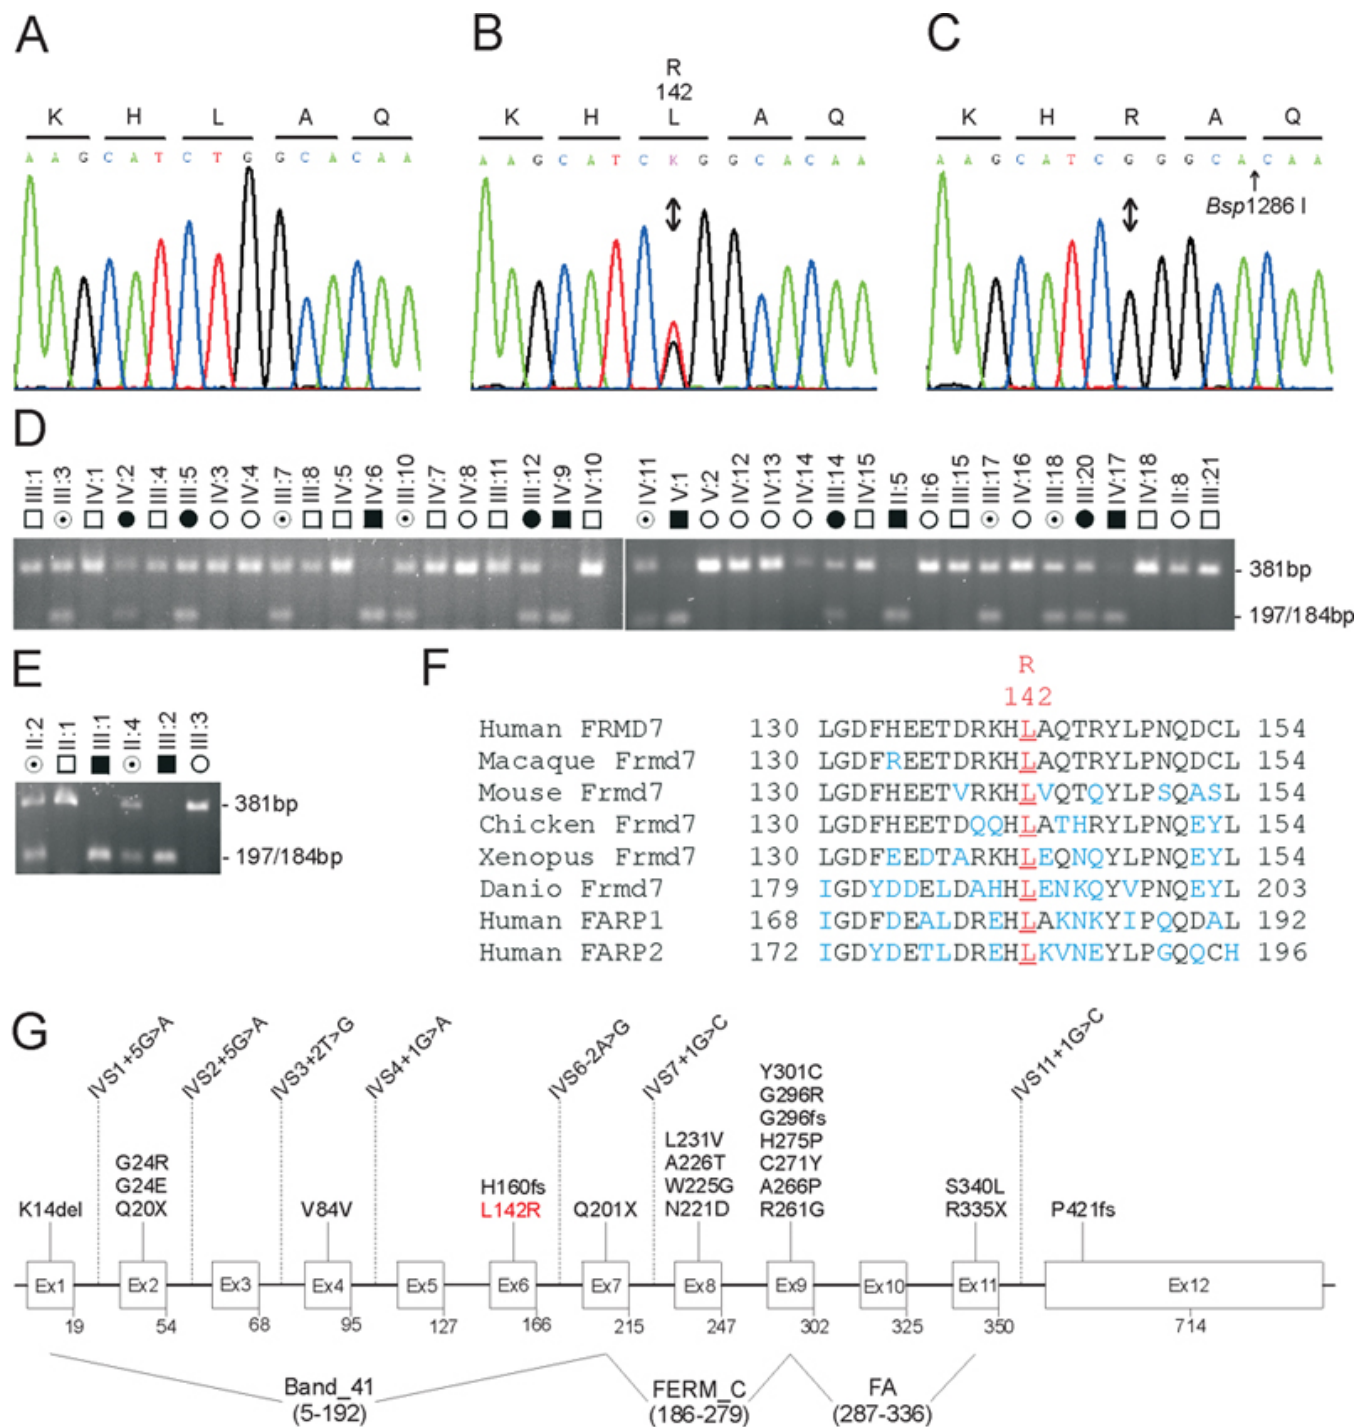 A
B
C
R
142
K H L A Q
K H L A Q
K H R A Q
A A G C A T C T G G C A C A A
A A G C A T C K G G C A C A A
A A G C A T C G G G C A C A A
Bsp1286 I
D
III:1 III:3 IV:1 IV:2 III:4 III:5 IV:3 IV:4 III:7 III:8 IV:5 IV:6 III:10 IV:7 IV:8 III:11 III:12 IV:9 IV:10
IV:11 V:1 V:2 IV:12 IV:13 IV:14 III:14 IV:15 II:5 II:6 III:15 III:17 IV:16 III:18 III:20 IV:17 IV:18 II:8 III:21
- 381bp
- 197/184bp
E
II:2 II:1 III:1 II:4 III:2 II:3
- 381bp
- 197/184bp
F
R
142
Human FRMD7 130 LGDFHEETDRKHLAQTRYLPNQDCL 154
Macaque Frmd7 130 LGDFREETDRKHLAQTRYLPNQDCL 154
Mouse Frmd7 130 LGDFHEETVRKHLVQTQYLPSQASL 154
Chicken Frmd7 130 LGDFHEETDQQHLATHRYLPNQEYL 154
Xenopus Frmd7 130 LGDFEEDTARKHLEQNQYLPNQEYL 154
Danio Frmd7 179 IGDYDDELDAHHLENKQYVPNQEYL 203
Human FARP1 168 IGDFDEALDREHLAKNKYIPQQDAL 192
Human FARP2 172 IGDYDETLDREHLKVNEYLPGQQCH 196
G
IVS1+5G>A IVS2+5G>A IVS3+2T>G IVS4+1G>A IVS6-2A>G IVS7+1G>C IVS11+1G>C
Y301C
G296R
G296fs
L231V H275P
G24R A226T C271Y
G24E H160fs W225G A266P S340L
K14del Q20X V84V L142R Q201X N221D R261G R335X P421fs
Ex1 Ex2 Ex3 Ex4 Ex5 Ex6 Ex7 Ex8 Ex9 Ex10 Ex11 Ex12
19 54 68 95 127 166 215 247 302 325 350 714
Band_41 FERM_C FA
(5-192) (186-279) (287-336)